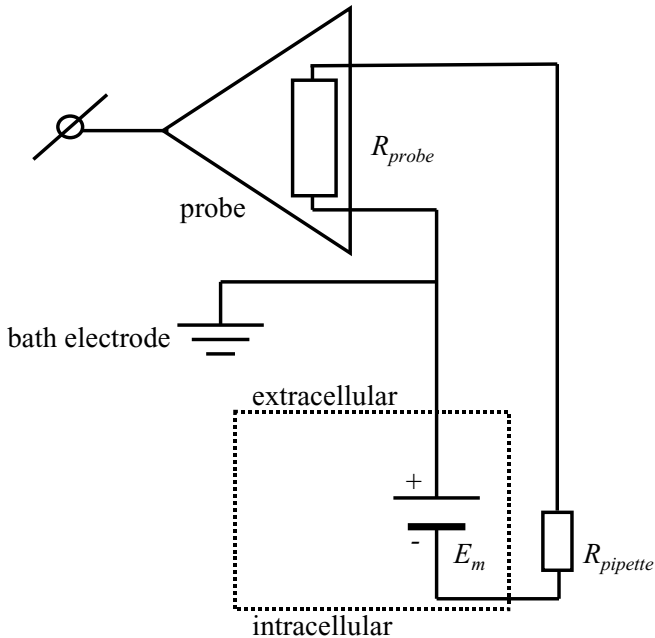 R_probe
probe
bath electrode
extracellular
+
-
E_m
R_pipette
intracellular